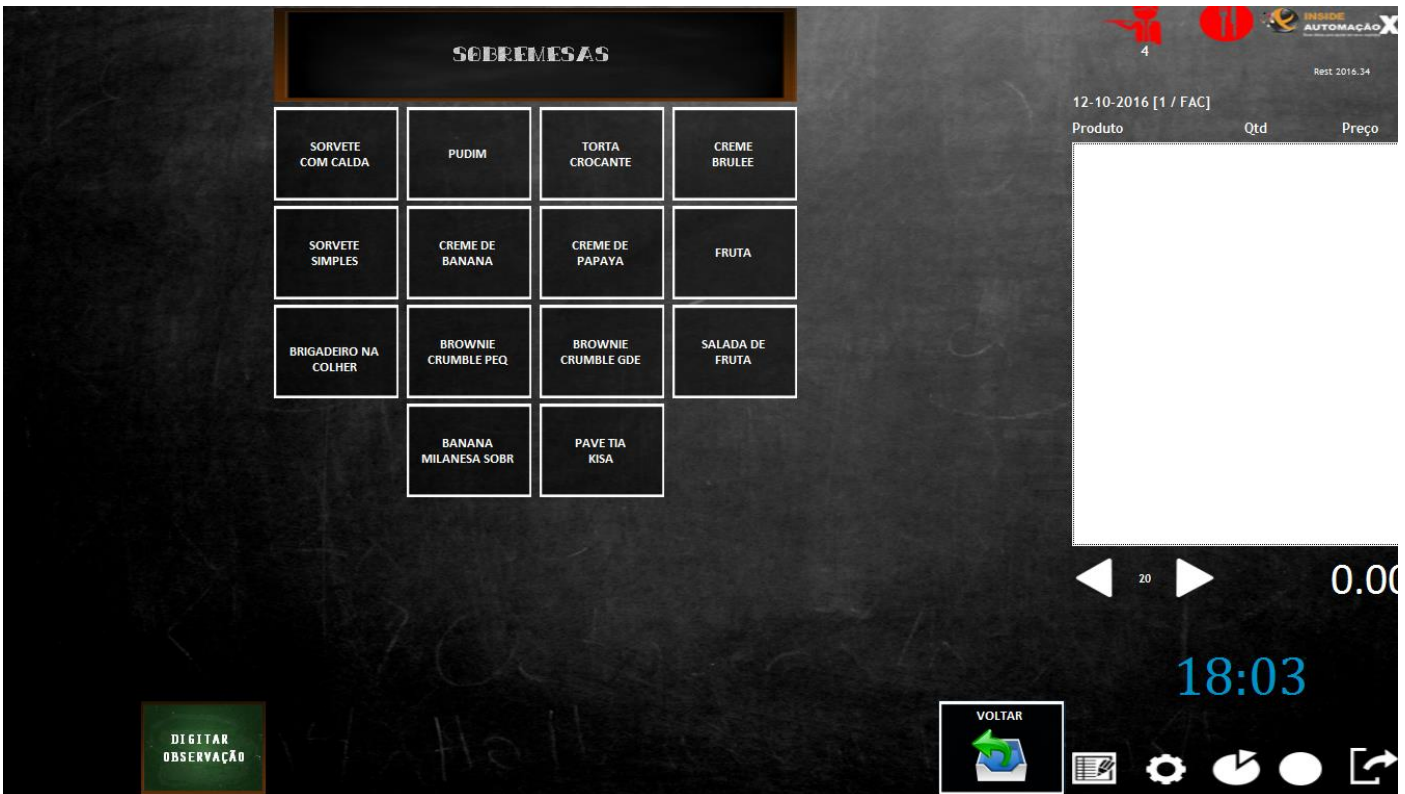 SOBREMESAS
SORVETE
COM CALDA
PUDIM
TORTA
CROCANTE
CREME
BRULEE
SORVETE
SIMPLES
CREME DE
BANANA
CREME DE
PAPAYA
FRUTA
BRIGADEIRO NA
COLHER
BROWNIE
CRUMBLE PEQ
BROWNIE
CRUMBLE GDE
SALADA DE
FRUTA
BANANA
MILANESA SOBR
PAVE TIA
KISA
DIGITAR
OBSERVAÇÃO
VOLTAR
4
INSIDE
AUTOMAÇÃO X
Rest 2016.34
12-10-2016 [1 / FAC]
Produto Qtd Preço
20
0.00
18:03